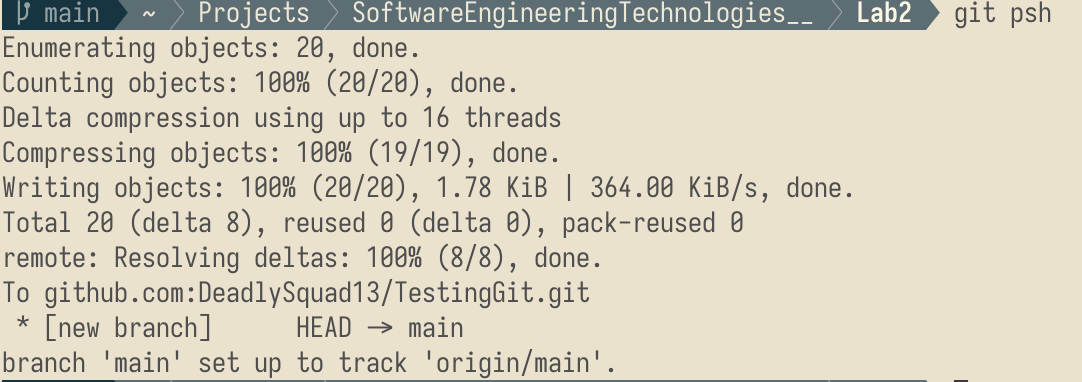 main ~ Projects SoftwareEngineeringTechnologies__ Lab2 git psh
Enumerating objects: 20, done.
Counting objects: 100% (20/20), done.
Delta compression using up to 16 threads
Compressing objects: 100% (19/19), done.
Writing objects: 100% (20/20), 1.78 KiB | 364.00 KiB/s, done.
Total 20 (delta 8), reused 0 (delta 0), pack-reused 0
remote: Resolving deltas: 100% (8/8), done.
To github.com:DeadlySquad13/TestingGit.git
* [new branch] HEAD → main
branch 'main' set up to track 'origin/main'.